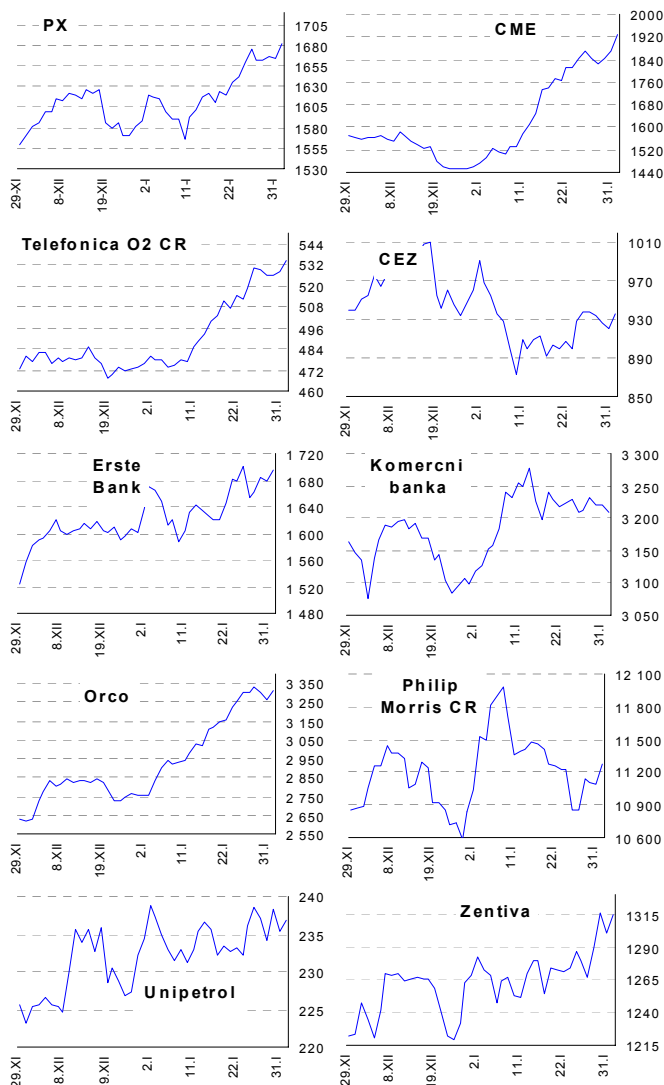 PX
1705
1680
1655
1630
1605
1580
1555
1530
29-XI
8-XII
19-XII
2-I
11-I
22-I
31-I
CME
2000
1920
1840
1760
1680
1600
1520
1440
29.XI
8.XII
19.XII
2.I
11.I
22.I
31.I
Telefonica O2 CR
544
532
520
508
496
484
472
460
29.XI
8.XII
19.XII
2.I
11.I
22.I
31.I
CEZ
1010
970
930
890
850
29.XI
8.XII
19.XII
2.I
11.I
22.I
31.I
Erste
Bank
1 720
1 680
1 640
1 600
1 560
1 520
1 480
29.XI
8.XII
19.XII
2.I
11.I
22.I
31.I
Komercni
banka
3 300
3 250
3 200
3 150
3 100
3 050
29.XI
8.XII
19.XII
2.I
11.I
22.I
31.I
Orco
3 350
3 250
3 150
3 050
2 950
2 850
2 750
2 650
2 550
29.XI
8.XII
19.XII
2.I
11.I
22.I
31.I
Philip
Morris CR
12 100
11 800
11 500
11 200
10 900
10 600
29.XI
8.XII
19.XII
2.I
11.I
22.I
31.I
Unipetrol
240
235
230
225
220
29.XI
8.XII
19.XII
2.I
11.I
22.I
31.I
Zentiva
1315
1290
1265
1240
1215
29.XI
8.XII
19.XII
2.I
11.I
22.I
31.I